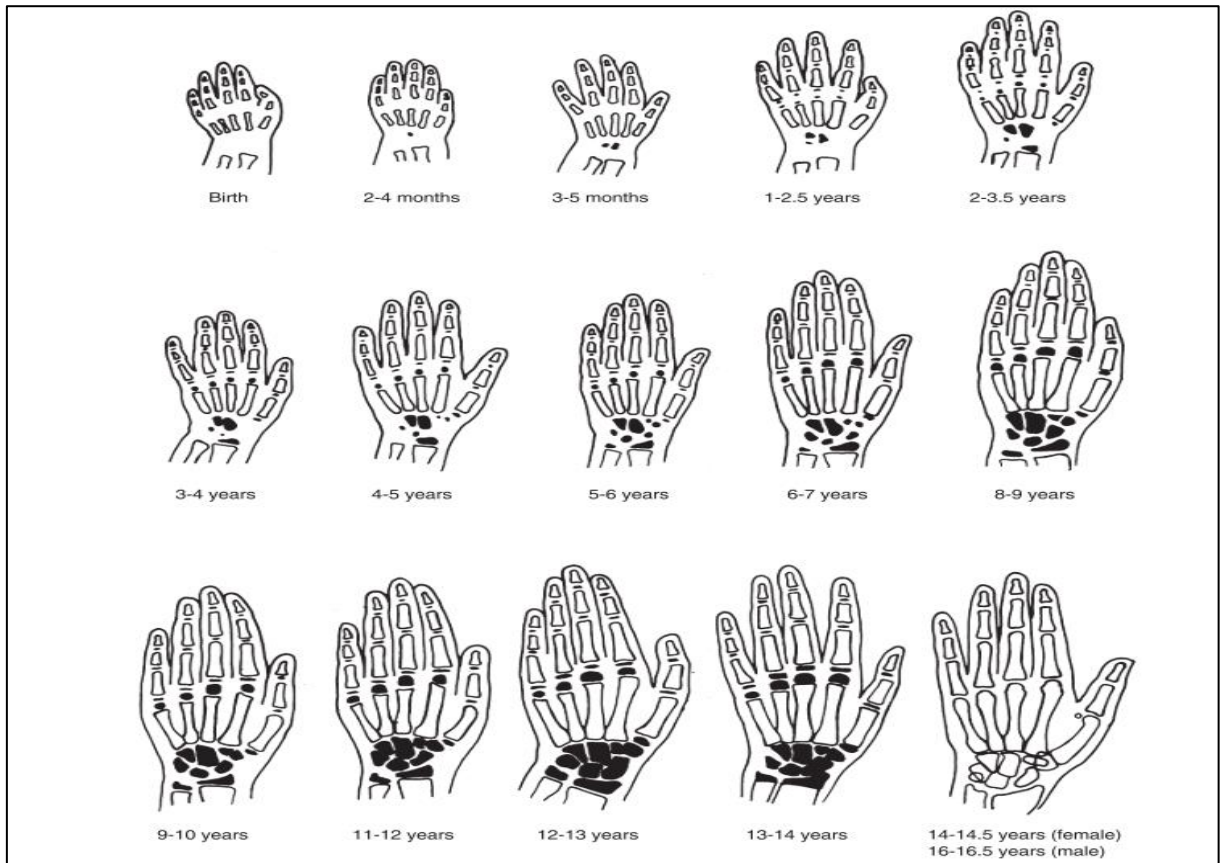 Birth
2-4 months
3-5 months
1-2.5 years
2-3.5 years
3-4 years
4-5 years
5-6 years
6-7 years
8-9 years
9-10 years
11-12 years
12-13 years
13-14 years
14-14.5 years (female)
16-16.5 years (male)